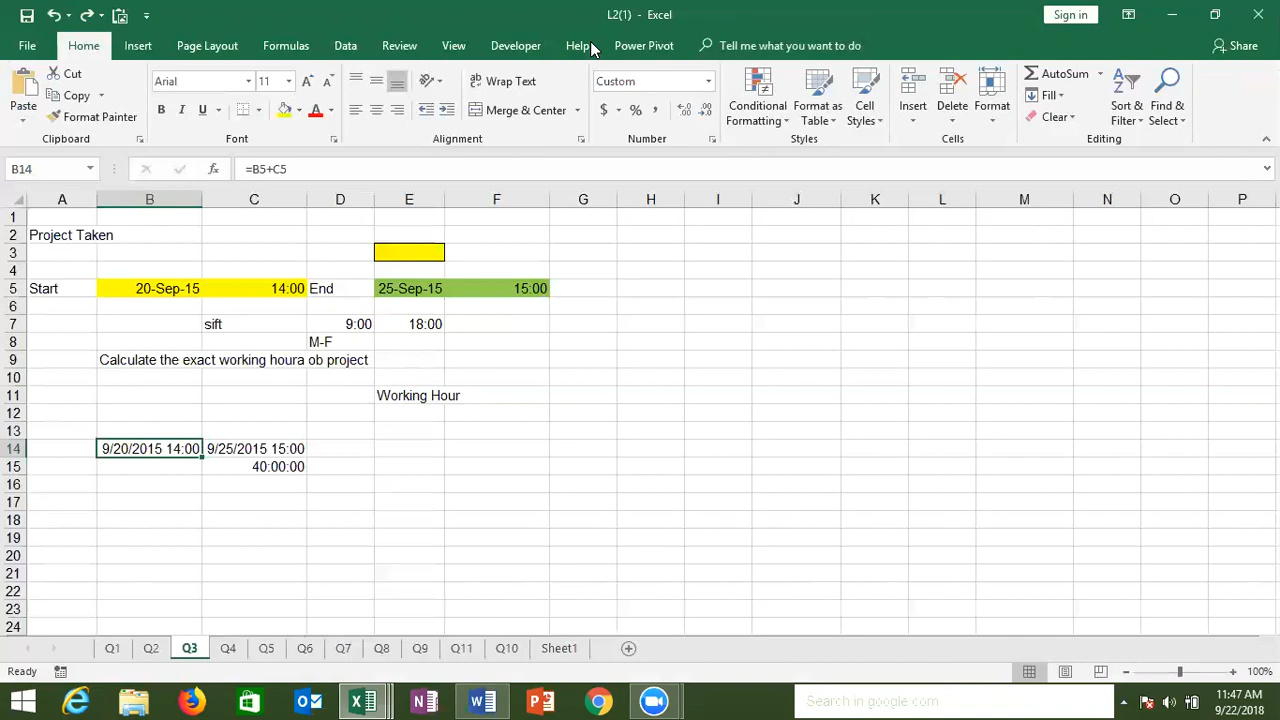 L2(1) - Excel
Sign in
File Home Insert Page Layout Formulas Data Review View Developer Help Power Pivot Tell me what you want to do Share
Paste
Cut
Copy
Format Painter
Clipboard
Arial 11
B I U
Font
Wrap Text
Merge & Center
Alignment
Custom
$ % ,
Number
Conditional Formatting
Format as Table
Cell Styles
Styles
Insert
Delete
Format
Cells
AutoSum
Fill
Clear
Sort & Filter
Find & Select
Editing
B14 fx =B5+C5
A B C D E F G H I J K L M N O P
1
2 Project Taken
3
4
5 Start 20-Sep-15 14:00 End 25-Sep-15 15:00
6
7 sift 9:00 18:00
8 M-F
9 Calculate the exact working houra ob project
10
11 Working Hour
12
13
14 9/20/2015 14:00 9/25/2015 15:00
15 40:00:00
16
17
18
19
20
21
22
23
24
Q1 Q2 Q3 Q4 Q5 Q6 Q7 Q8 Q9 Q11 Q10 Sheet1
Ready 100%
Search in google.com
11:47 AM
9/22/2018